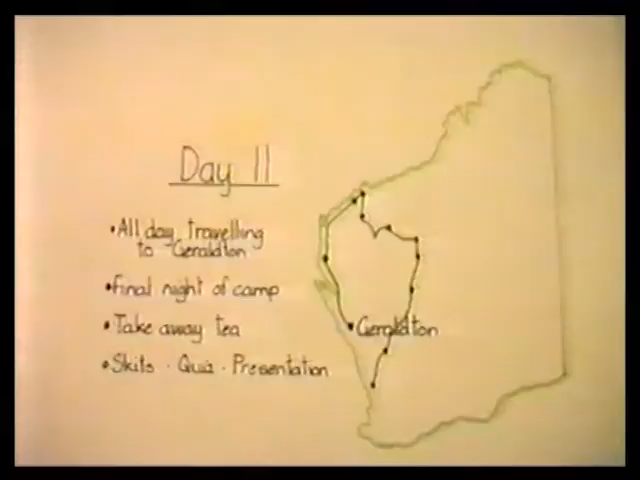 Day 11
•All day travelling
to Geraldton
•Final night of camp
•Take away tea
•Skits · Quiz · Presentation
Geraldton